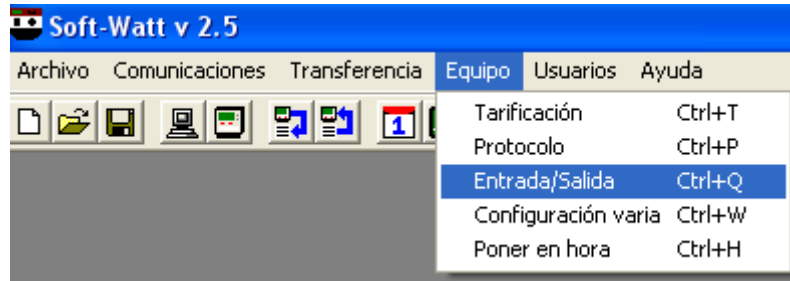 Soft-Watt v 2.5
Archivo Comunicaciones Transferencia Equipo Usuarios Ayuda
1
Tarificación Ctrl+T
Protocolo Ctrl+P
Entrada/Salida Ctrl+Q
Configuración varia Ctrl+W
Poner en hora Ctrl+H